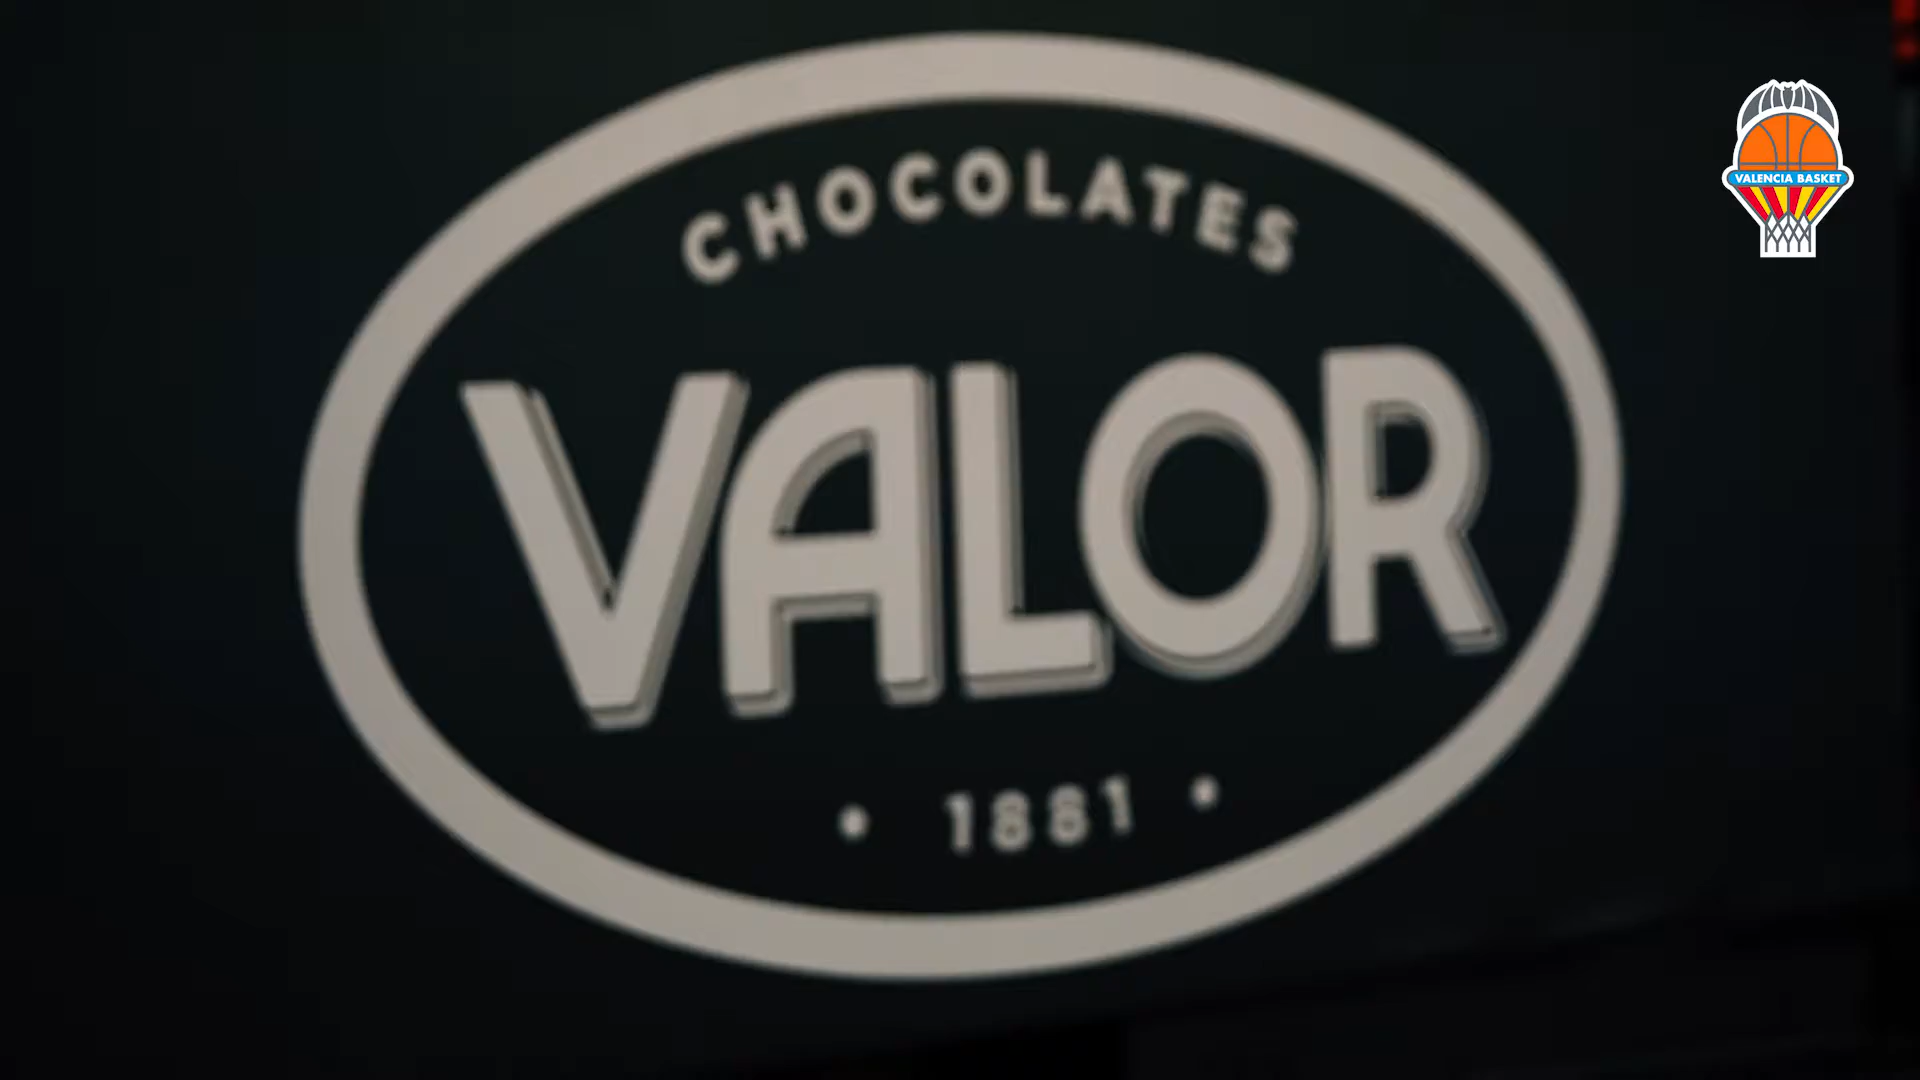 CHOCOLATES
VALOR
• 1881 •
VALENCIA BASKET